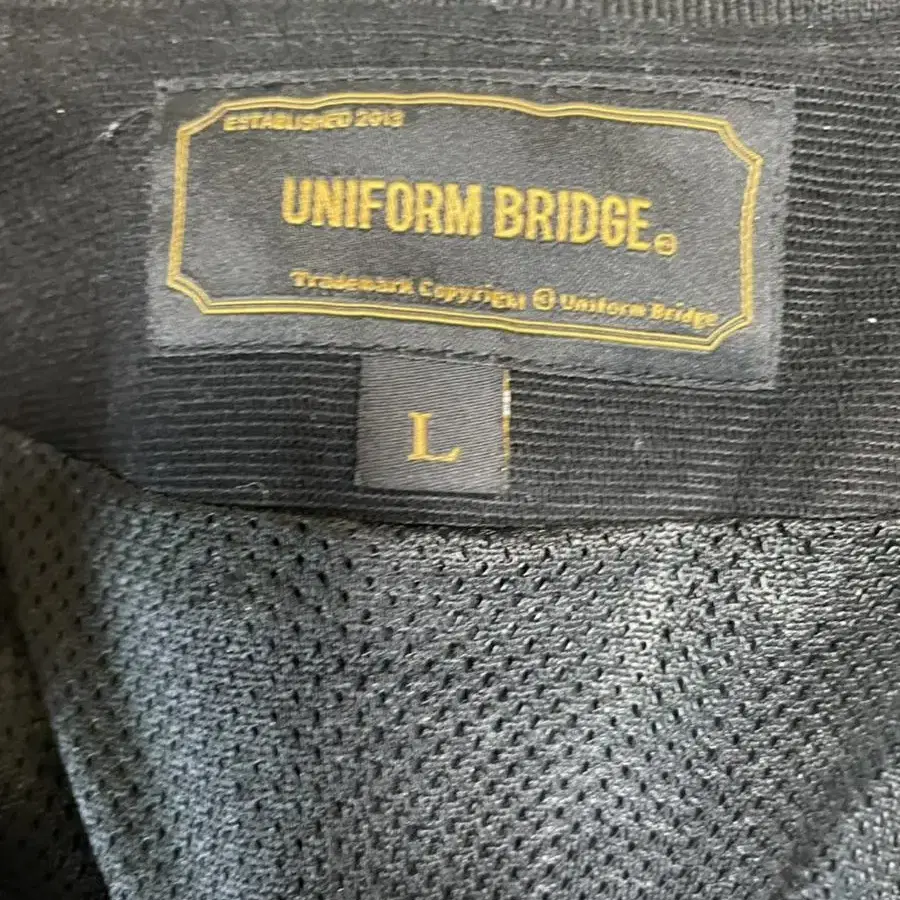 ESTABLISHED 2013
UNIFORM BRIDGE
Trademark Copyright Uniform Bridge
L